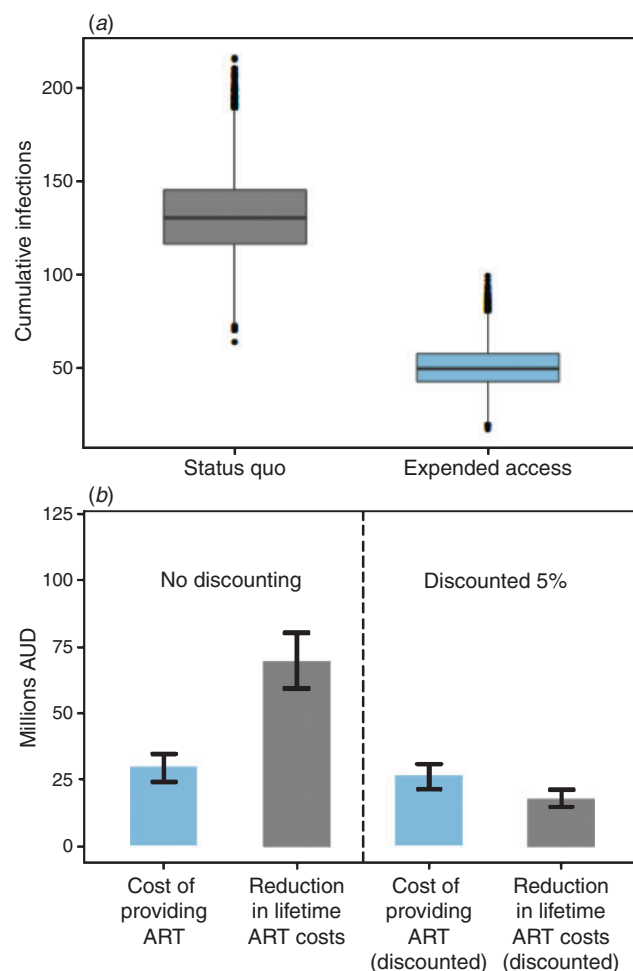 (a)
Cumulative infections
200
150
100
50
Status quo
Expended access
(b)
Millions AUD
125
100
75
50
25
0
No discounting
Discounted 5%
Cost of
providing
ART
Reduction
in lifetime
ART costs
Cost of
providing
ART
(discounted)
Reduction
in lifetime
ART costs
(discounted)